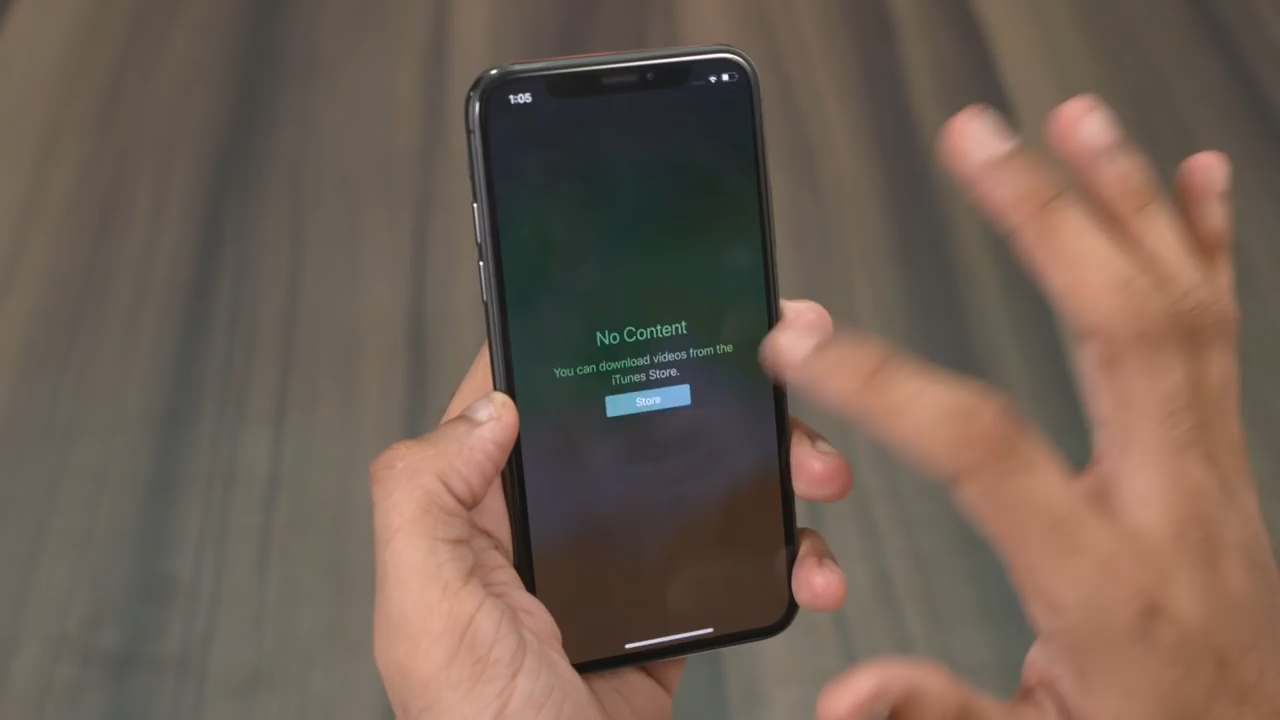 1:05
No Content
You can download videos from the
iTunes Store.
Store